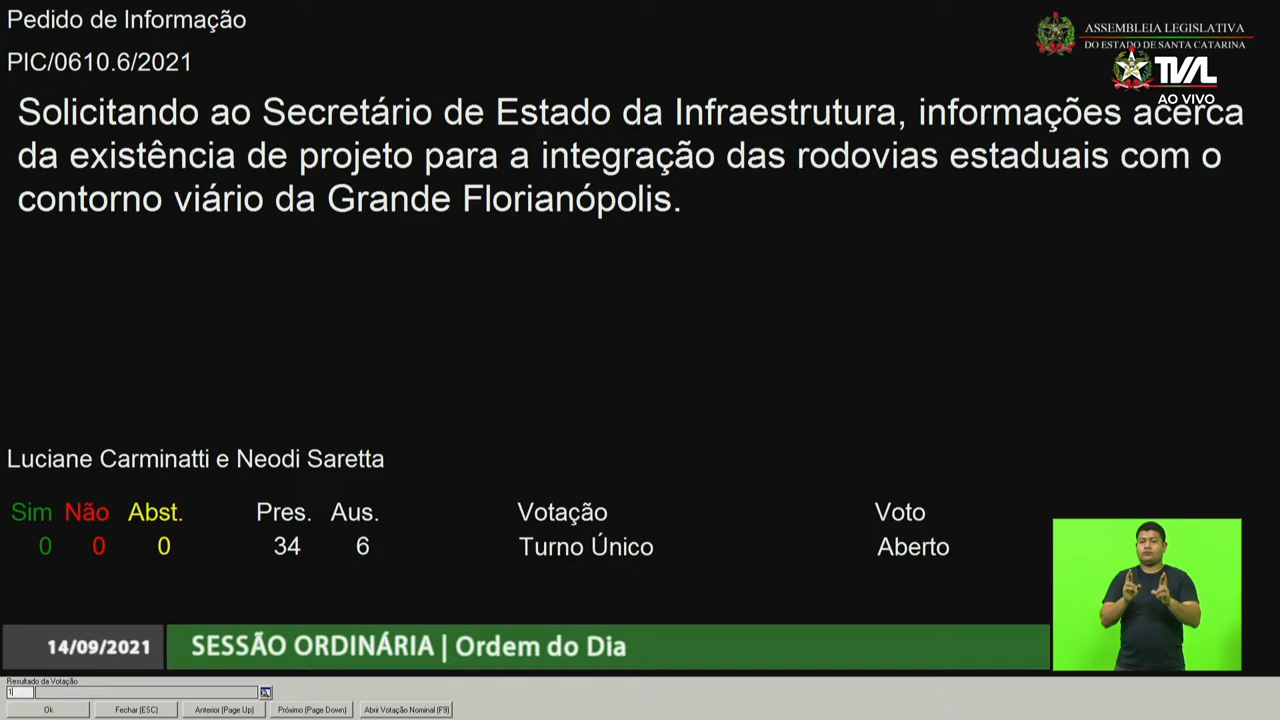 Pedido de Informação
PIC/0610.6/2021
ASSEMBLEIA LEGISLATIVA
DO ESTADO DE SANTA CATARINA
TVAL
AO VIVO
Solicitando ao Secretário de Estado da Infraestrutura, informações acerca
da existência de projeto para a integração das rodovias estaduais com o
contorno viário da Grande Florianópolis.
Luciane Carminatti e Neodi Saretta
Sim Não Abst. Pres. Aus. Votação Voto
0 0 0 34 6 Turno Único Aberto
14/09/2021 SESSÃO ORDINÁRIA | Ordem do Dia
Resultado da Votação
1
Ok Fechar (ESC) Anterior (Page Up) Próximo (Page Down) Abrir Votação Nominal (F9)